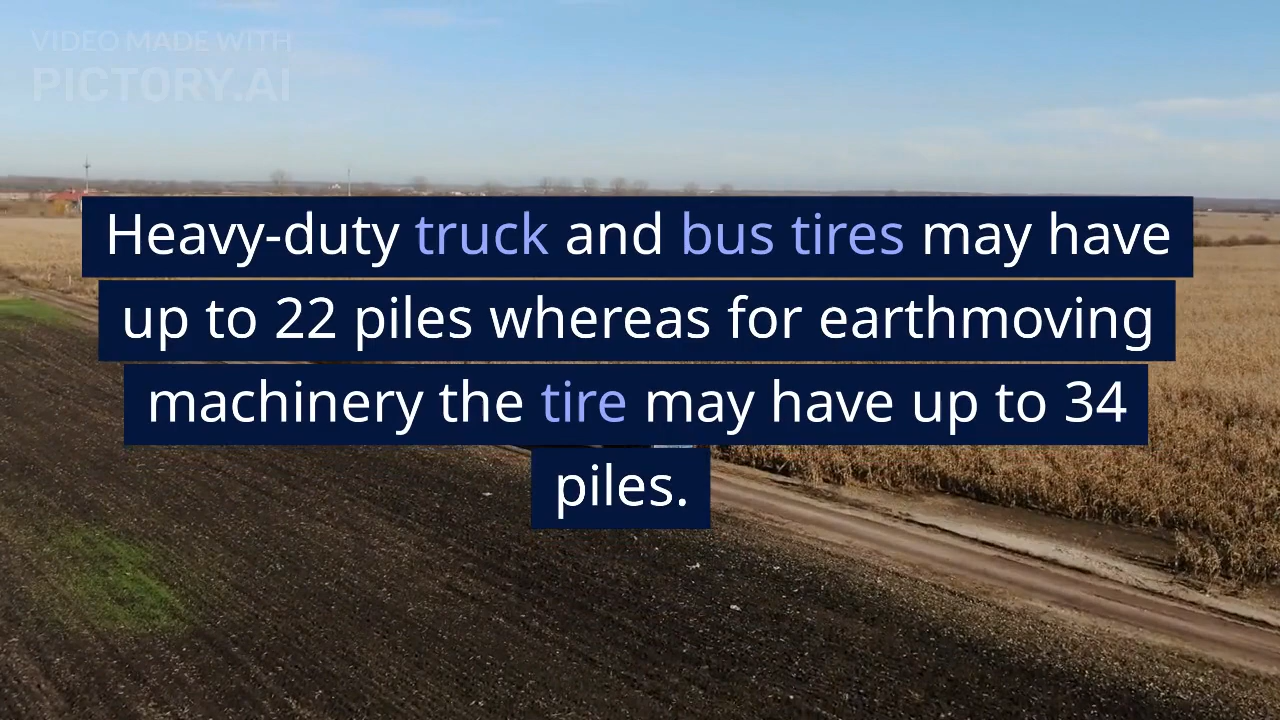 VIDEO MADE WITH
PICTORY.AI
Heavy-duty truck and bus tires may have
up to 22 piles whereas for earthmoving
machinery the tire may have up to 34
piles.